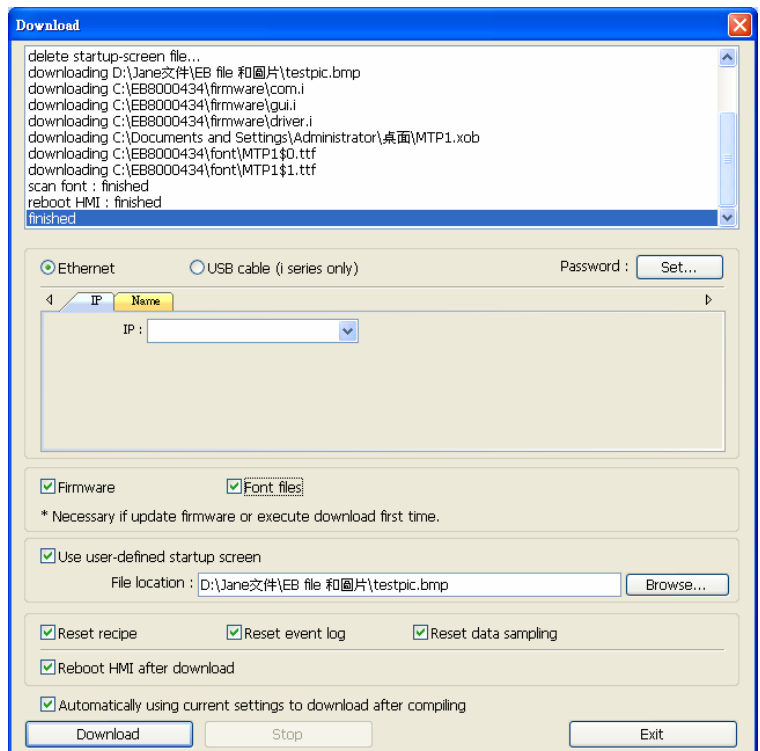 Download
delete startup-screen file...
downloading D:\Jane文件\EB file 和圖片\testpic.bmp
downloading C:\EB8000434\firmware\com.i
downloading C:\EB8000434\firmware\gui.i
downloading C:\EB8000434\firmware\driver.i
downloading C:\Documents and Settings\Administrator\桌面\MTP1.xob
downloading C:\EB8000434\font\MTP1$0.ttf
downloading C:\EB8000434\font\MTP1$1.ttf
scan font : finished
reboot HMI : finished
finished
Ethernet USB cable (i series only) Password : Set...
IP Name
IP :
Firmware Font files
* Necessary if update firmware or execute download first time.
Use user-defined startup screen
File location : D:\Jane文件\EB file 和圖片\testpic.bmp Browse...
Reset recipe Reset event log Reset data sampling
Reboot HMI after download
Automatically using current settings to download after compiling
Download Stop Exit